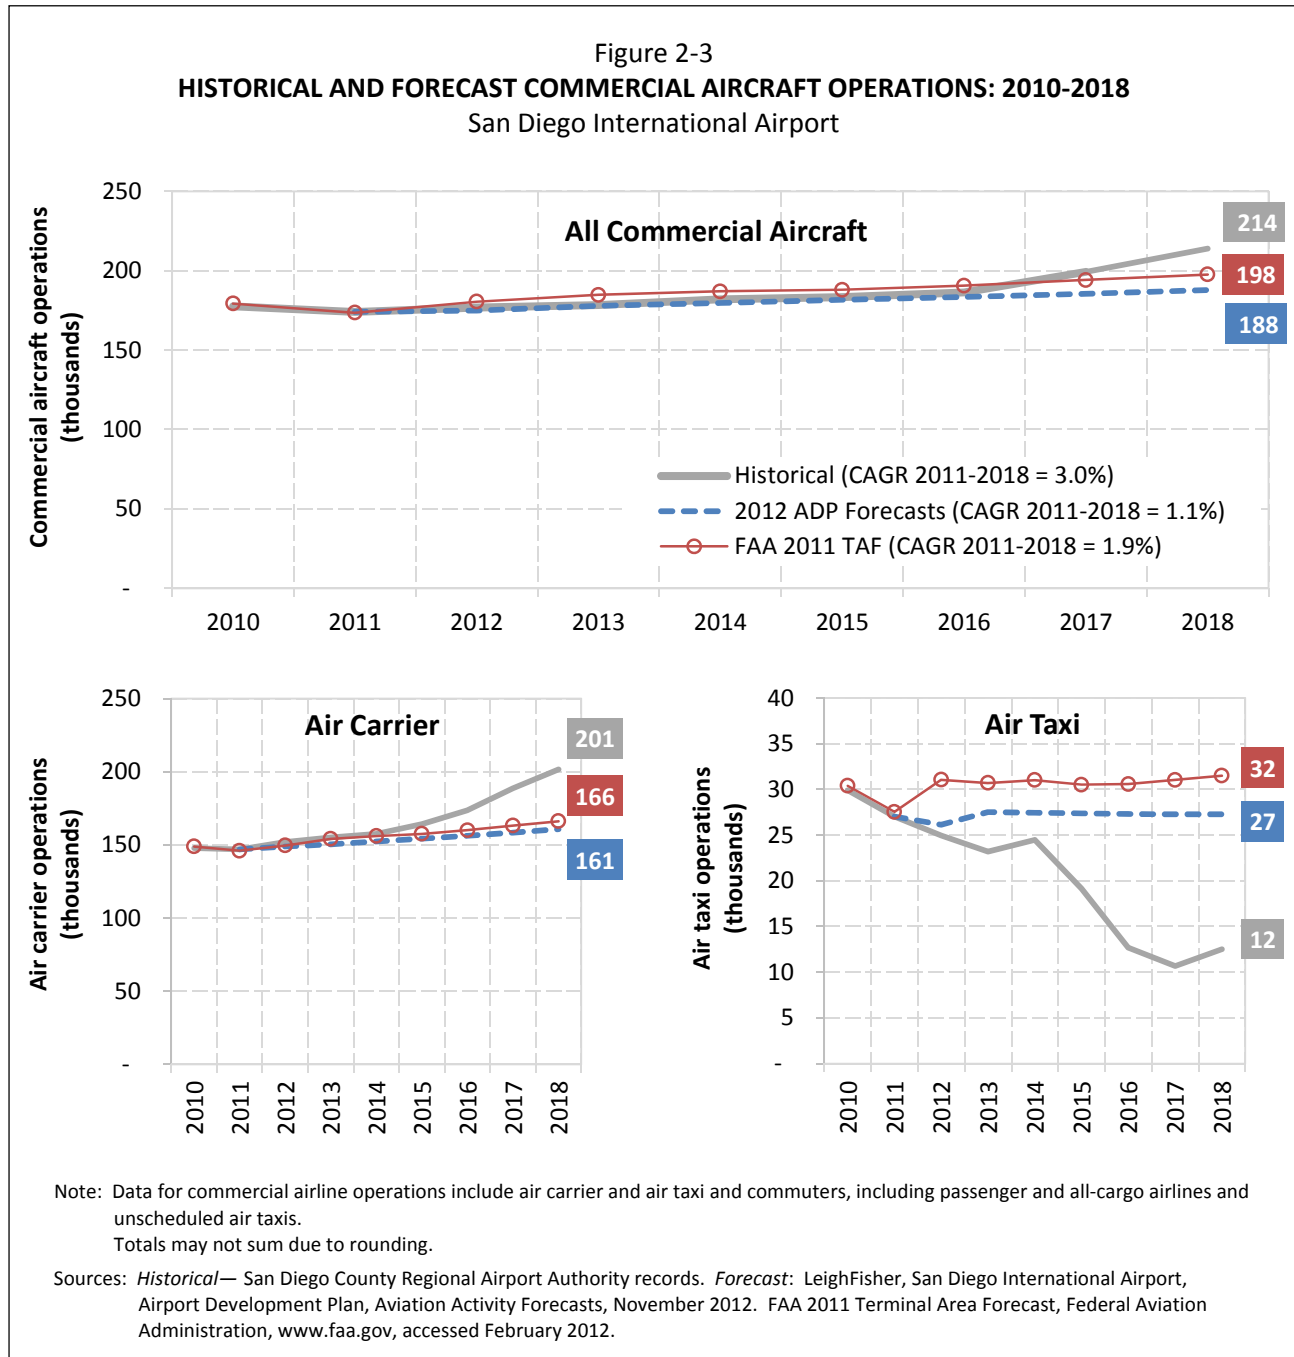 Figure 2-3
HISTORICAL AND FORECAST COMMERCIAL AIRCRAFT OPERATIONS: 2010-2018
San Diego International Airport
Commercial aircraft operations
(thousands)
250
200
150
100
50
-
All Commercial Aircraft
214
198
188
Historical (CAGR 2011-2018 = 3.0%)
2012 ADP Forecasts (CAGR 2011-2018 = 1.1%)
FAA 2011 TAF (CAGR 2011-2018 = 1.9%)
2010 2011 2012 2013 2014 2015 2016 2017 2018
Air carrier operations
(thousands)
250
200
150
100
50
-
Air Carrier
201
166
161
2010 2011 2012 2013 2014 2015 2016 2017 2018
Air taxi operations
(thousands)
40
35
30
25
20
15
10
5
-
Air Taxi
32
27
12
2010 2011 2012 2013 2014 2015 2016 2017 2018
Note: Data for commercial airline operations include air carrier and air taxi and commuters, including passenger and all-cargo airlines and
unscheduled air taxis.
Totals may not sum due to rounding.
Sources: Historical— San Diego County Regional Airport Authority records. Forecast: LeighFisher, San Diego International Airport,
Airport Development Plan, Aviation Activity Forecasts, November 2012. FAA 2011 Terminal Area Forecast, Federal Aviation
Administration, www.faa.gov, accessed February 2012.